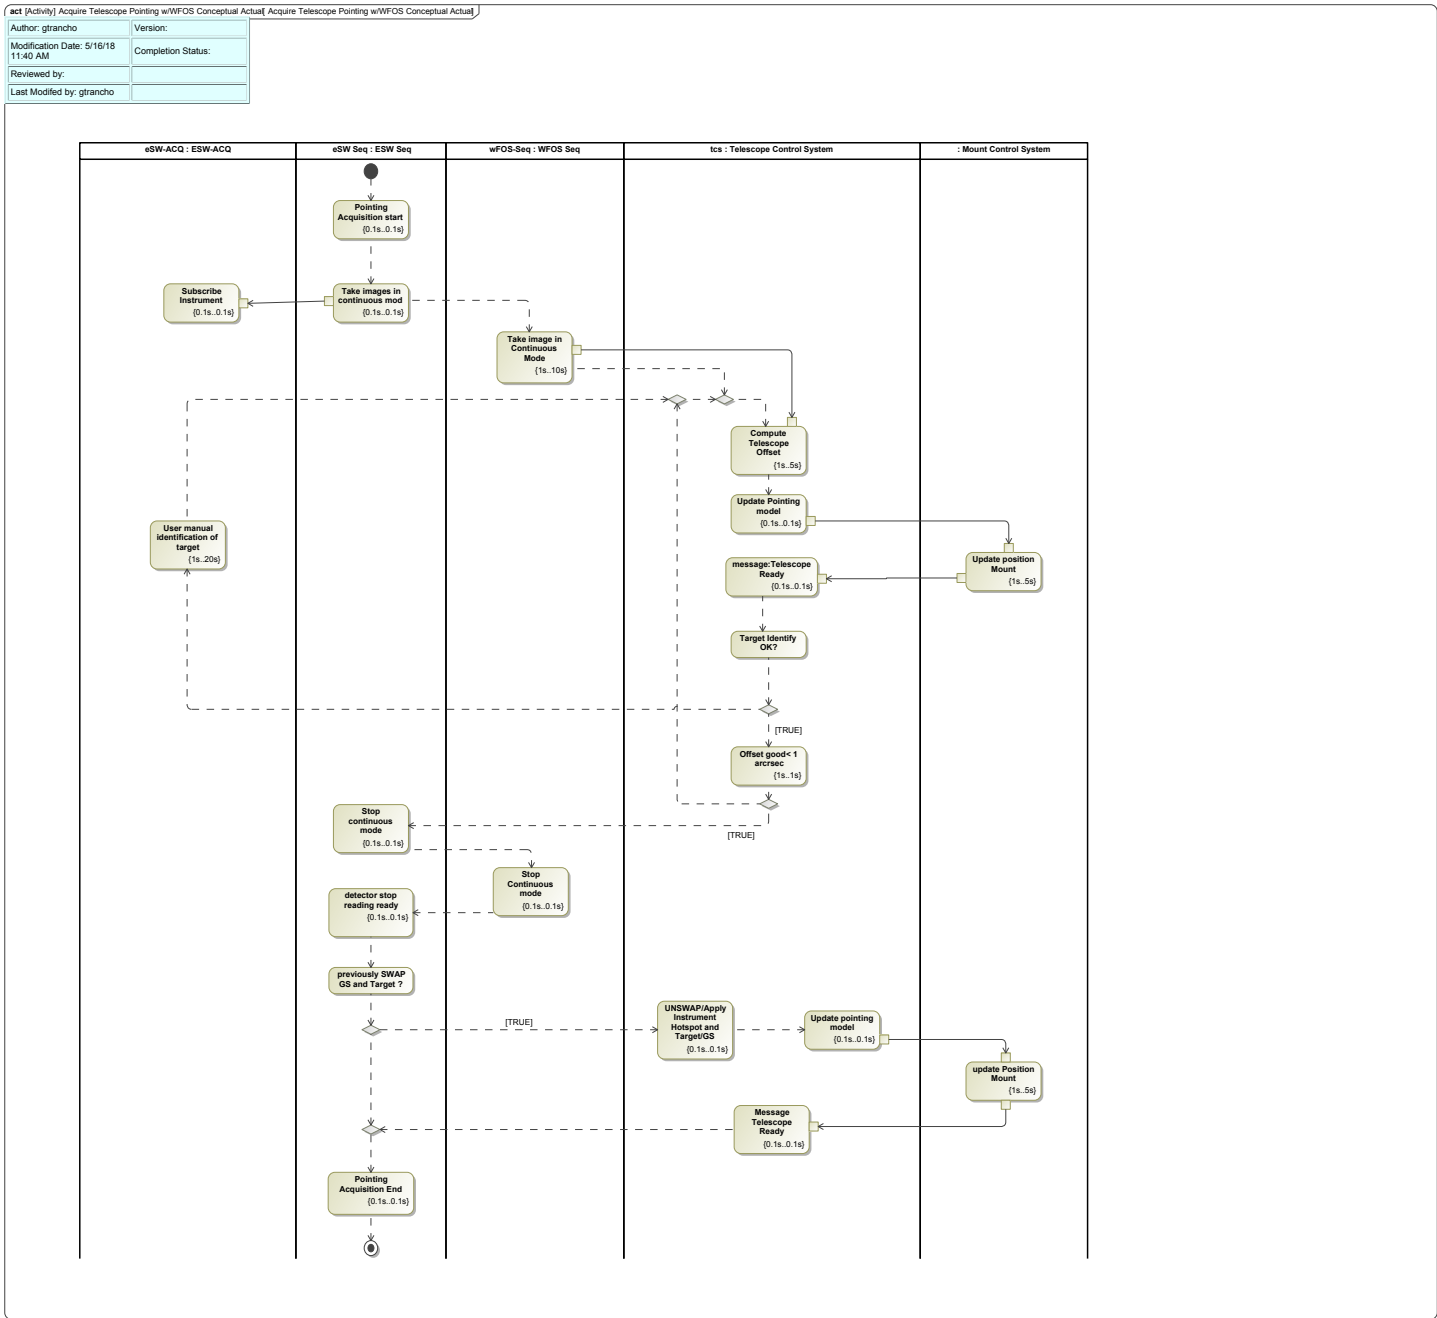 act [Activity] Acquire Telescope Pointing w/WFOS Conceptual Actual[ Acquire Telescope Pointing w/WFOS Conceptual Actual]
Author: gtrancho
Version:
Modification Date: 5/16/18
11:40 AM
Completion Status:
Reviewed by:
Last Modifed by: gtrancho
eSW-ACQ : ESW-ACQ
eSW Seq : ESW Seq
wFOS-Seq : WFOS Seq
tcs : Telescope Control System
: Mount Control System
Pointing
Acquisition start
{0.1s..0.1s}
Subscribe
Instrument
{0.1s..0.1s}
Take images in
continuous mod
{0.1s..0.1s}
Take image in
Continuous
Mode
{1s..10s}
Compute
Telescope
Offset
{1s..5s}
Update Pointing
model
{0.1s..0.1s}
User manual
identification of
target
{1s..20s}
Update position
Mount
{1s..5s}
message:Telescope
Ready
{0.1s..0.1s}
Target Identify
OK?
[TRUE]
Offset good< 1
arcrsec
{1s..1s}
Stop
continuous
mode
{0.1s..0.1s}
[TRUE]
Stop
Continuous
mode
{0.1s..0.1s}
detector stop
reading ready
{0.1s..0.1s}
previously SWAP
GS and Target ?
[TRUE]
UNSWAP/Apply
Instrument
Hotspot and
Target/GS
{0.1s..0.1s}
Update pointing
model
{0.1s..0.1s}
update Position
Mount
{1s..5s}
Message
Telescope
Ready
{0.1s..0.1s}
Pointing
Acquisition End
{0.1s..0.1s}